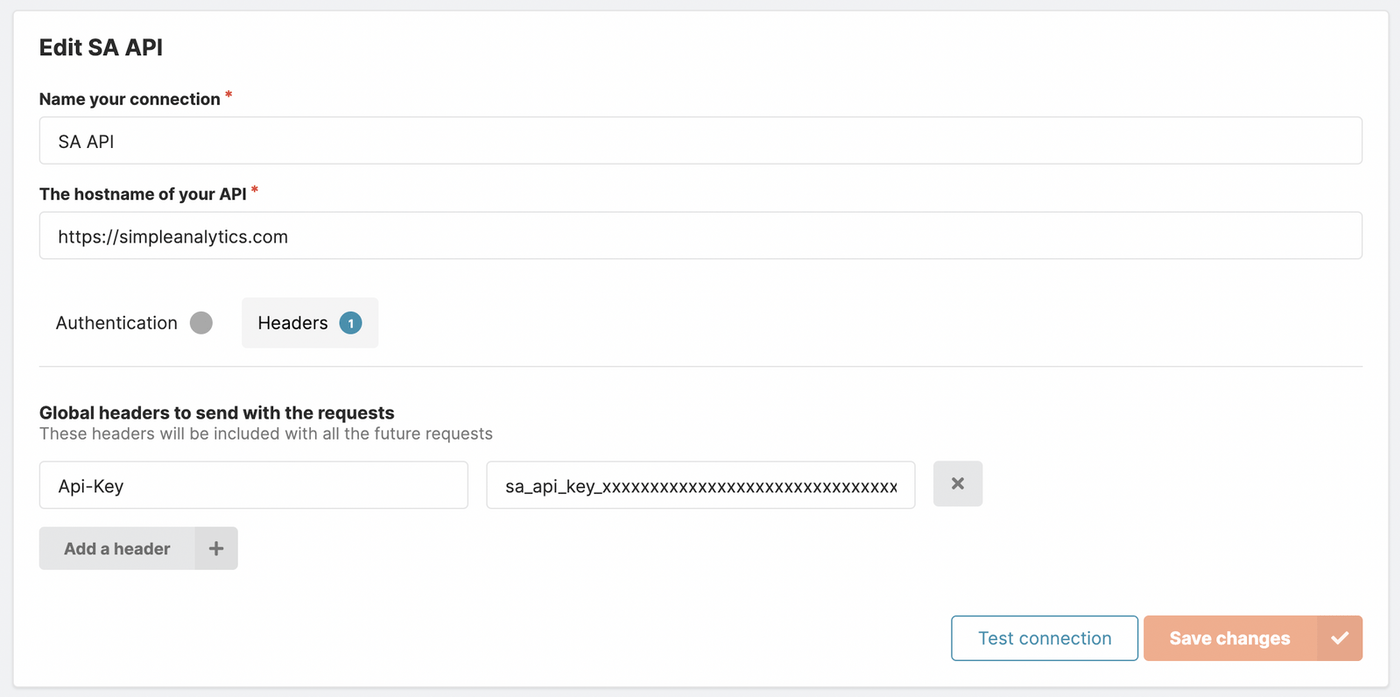 Edit SA API
Name your connection *
SA API
The hostname of your API *
https://simpleanalytics.com
Authentication Headers 1
Global headers to send with the requests
These headers will be included with all the future requests
Api-Key sa_api_key_xxxxxxxxxxxxxxxxxxxxxxxxxxxxxxx
Add a header +
Test connection Save changes